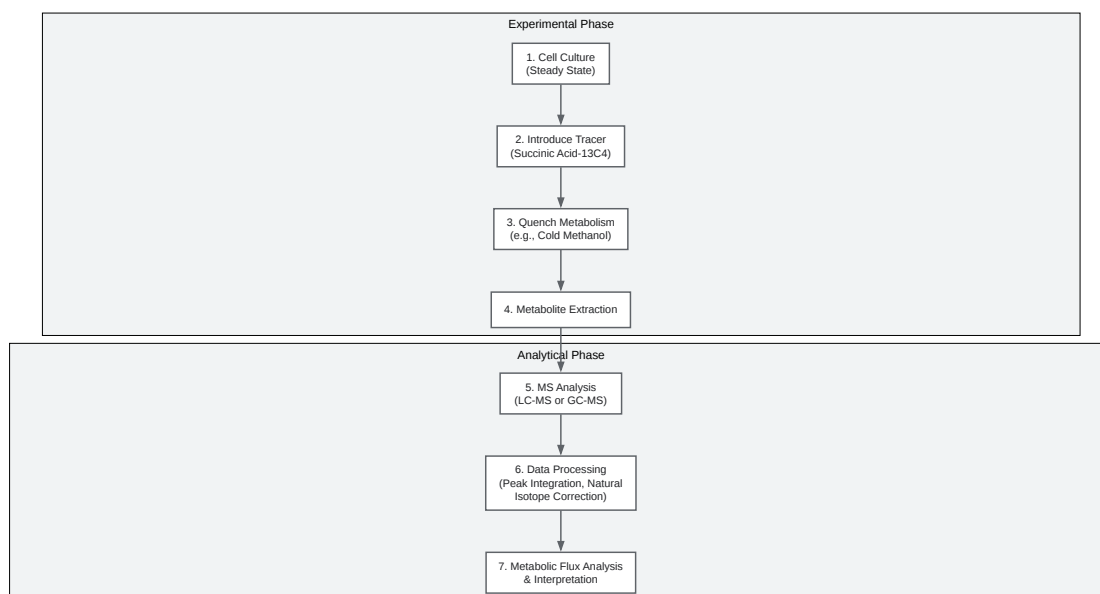 Experimental Phase
1. Cell Culture
(Steady State)
2. Introduce Tracer
(Succinic Acid-13C4)
3. Quench Metabolism
(e.g., Cold Methanol)
4. Metabolite Extraction
Analytical Phase
5. MS Analysis
(LC-MS or GC-MS)
6. Data Processing
(Peak Integration, Natural
Isotope Correction)
7. Metabolic Flux Analysis
& Interpretation